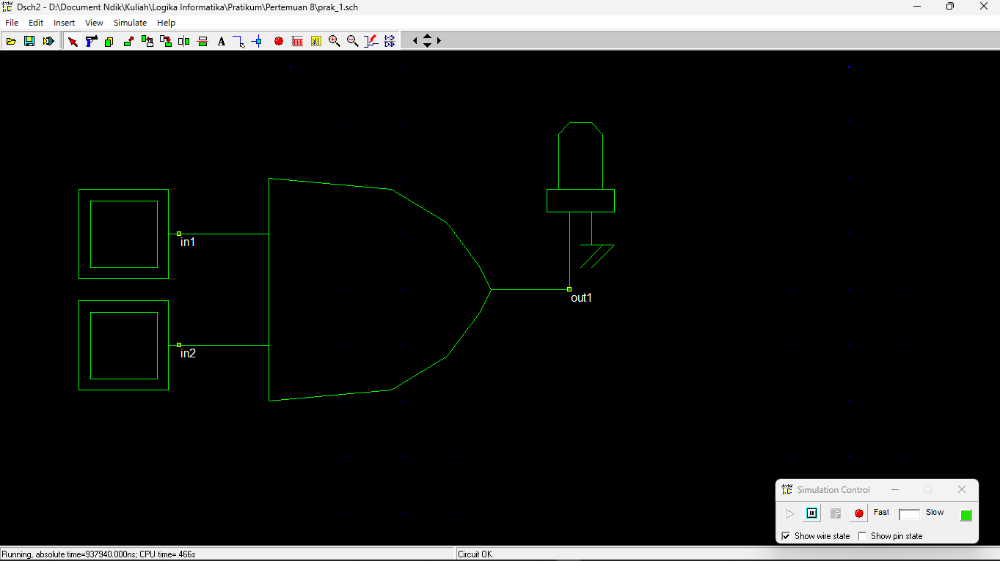 Dsch2 - D:\Document Ndik\Kuliah\Logika Informatika\Pratikum\Pertemuan 8\prak_1.sch
File Edit Insert View Simulate Help
A
all
in1
out1
in2
Simulation Control
Fast Slow
Show wire state Show pin state
Running, absolute time=937940.000ns; CPU time= 466s Circuit OK